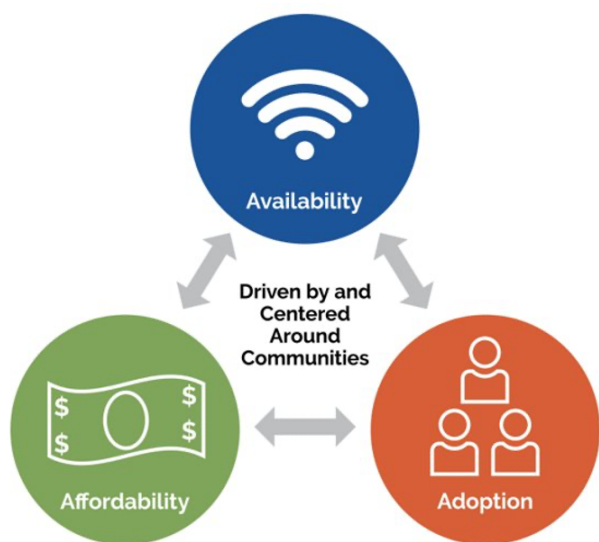 Availability
Driven by and
Centered
Around
Communities
$ $
$ $
Affordability
Adoption